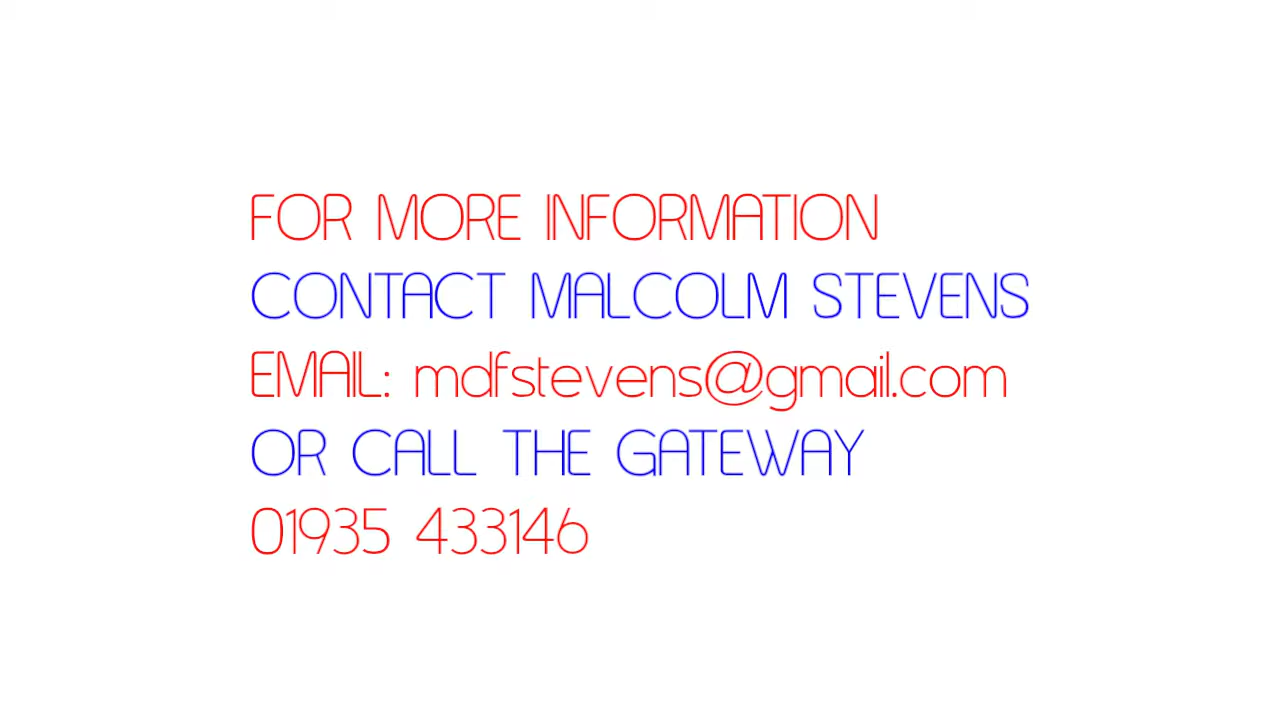 FOR MORE INFORMATION
CONTACT MALCOLM STEVENS
EMAIL: mdfstevens@gmail.com
OR CALL THE GATEWAY
01935 433146